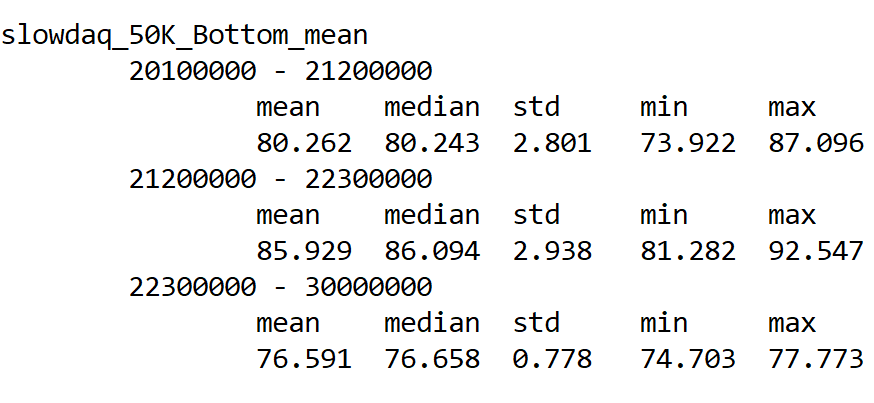 slowdaq_50K_Bottom_mean
20100000 - 21200000
mean median std min max
80.262 80.243 2.801 73.922 87.096
21200000 - 22300000
mean median std min max
85.929 86.094 2.938 81.282 92.547
22300000 - 30000000
mean median std min max
76.591 76.658 0.778 74.703 77.773